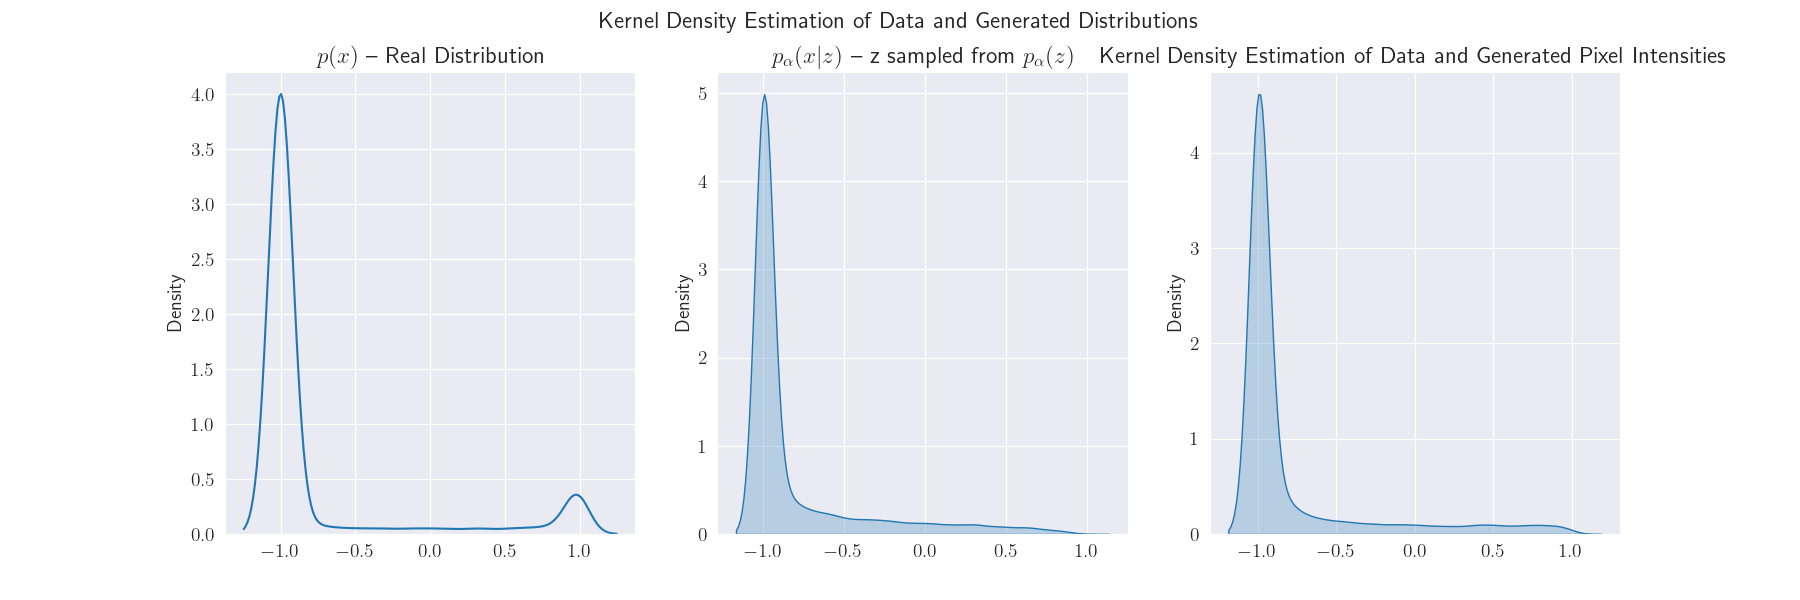 Kernel Density Estimation of Data and Generated Distributions
p(x) – Real Distribution
4.0
3.5
3.0
2.5
2.0
1.5
1.0
0.5
0.0
Density
−1.0 −0.5 0.0 0.5 1.0
pα(x|z) – z sampled from pα(z)
5
4
3
2
1
0
Density
−1.0 −0.5 0.0 0.5 1.0
Kernel Density Estimation of Data and Generated Pixel Intensities
4
3
2
1
0
Density
−1.0 −0.5 0.0 0.5 1.0